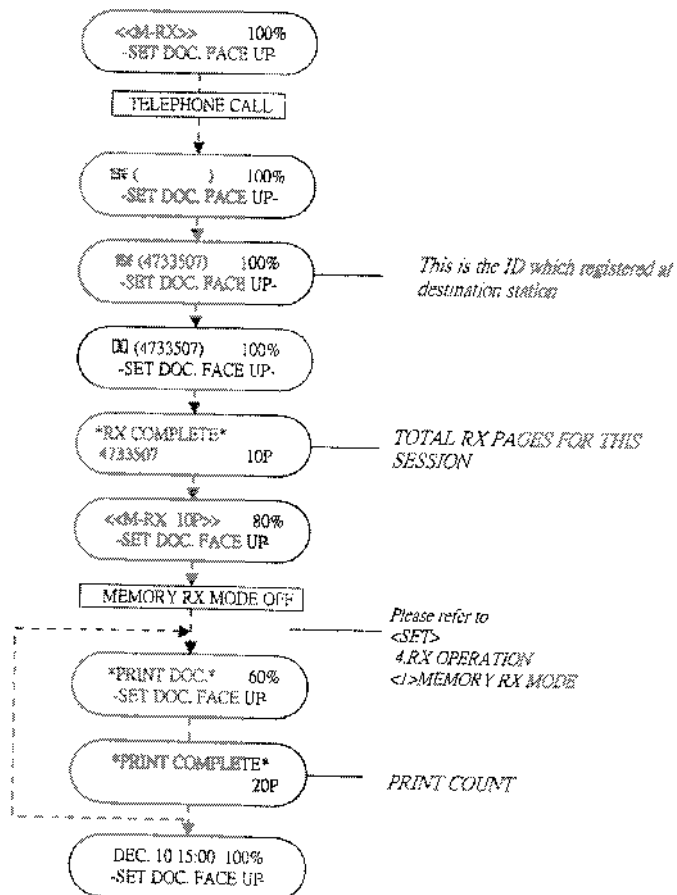 <<M-RX>> 100%
-SET DOC. FACE UP-
TELEPHONE CALL
( ) 100%
-SET DOC. FACE UP-
(4733507) 100%
-SET DOC. FACE UP-
This is the ID which registered at
destination station
(4733507) 100%
-SET DOC. FACE UP-
*RX COMPLETE*
4733507 10P
TOTAL RX PAGES FOR THIS
SESSION
<<M-RX 10P>> 80%
-SET DOC. FACE UP
MEMORY RX MODE OFF
Please refer to
<SET>
4.RX OPERATION
<1>MEMORY RX MODE
*PRINT DOC.* 60%
-SET DOC. FACE UP
*PRINT COMPLETE*
20P
PRINT COUNT
DEC. 10 15:00 100%
-SET DOC. FACE UP